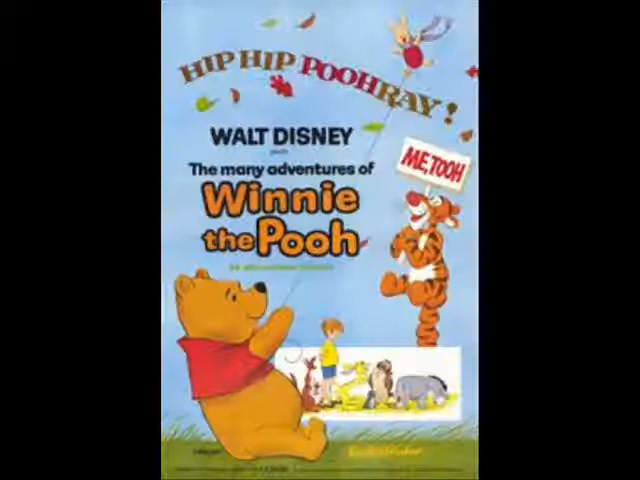 HIP HIP POOHRAY!
WALT DISNEY
The many adventures of
Winnie
the Pooh
ME, TOOH